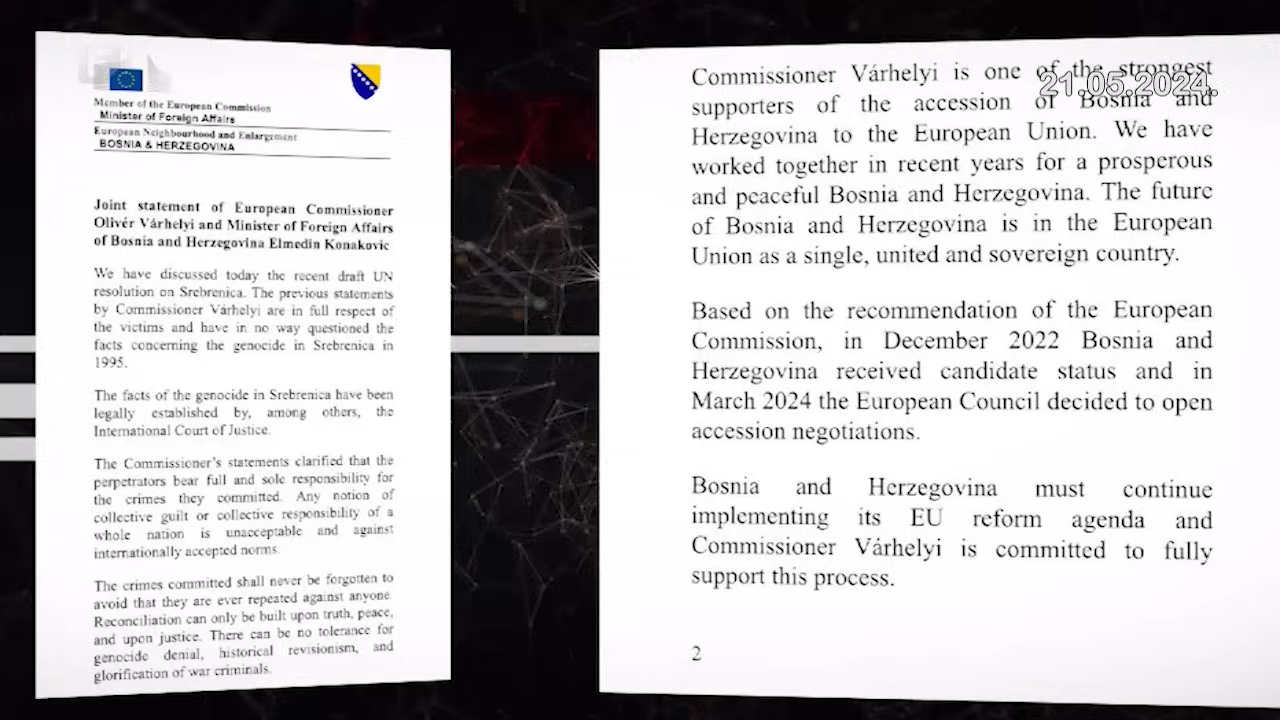 Member of the European Commission
Minister of Foreign Affairs
European Neighbourhood and Enlargement
BOSNIA & HERZEGOVINA
Joint statement of European Commissioner
Olivér Várhelyi and Minister of Foreign Affairs
of Bosnia and Herzegovina Elmedin Konakovic
We have discussed today the recent draft UN
resolution on Srebrenica. The previous statements
by Commissioner Várhelyi are in full respect of
the victims and have in no way questioned the
facts concerning the genocide in Srebrenica in
1995.
The facts of the genocide in Srebrenica have been
legally established by, among others, the
International Court of Justice.
The Commissioner's statements clarified that the
perpetrators bear full and sole responsibility for
the crimes they committed. Any notion of
collective guilt or collective responsibility of a
whole nation is unacceptable and against
internationally accepted norms.
The crimes committed shall never be forgotten to
avoid that they are ever repeated against anyone.
Reconciliation can only be built upon truth, peace,
and upon justice. There can be no tolerance for
genocide denial, historical revisionism, and
glorification of war criminals.
21.05.2024.
Commissioner Várhelyi is one of the strongest
supporters of the accession of Bosnia and
Herzegovina to the European Union. We have
worked together in recent years for a prosperous
and peaceful Bosnia and Herzegovina. The future
of Bosnia and Herzegovina is in the European
Union as a single, united and sovereign country.
Based on the recommendation of the European
Commission, in December 2022 Bosnia and
Herzegovina received candidate status and in
March 2024 the European Council decided to open
accession negotiations.
Bosnia and Herzegovina must continue
implementing its EU reform agenda and
Commissioner Várhelyi is committed to fully
support this process.
2